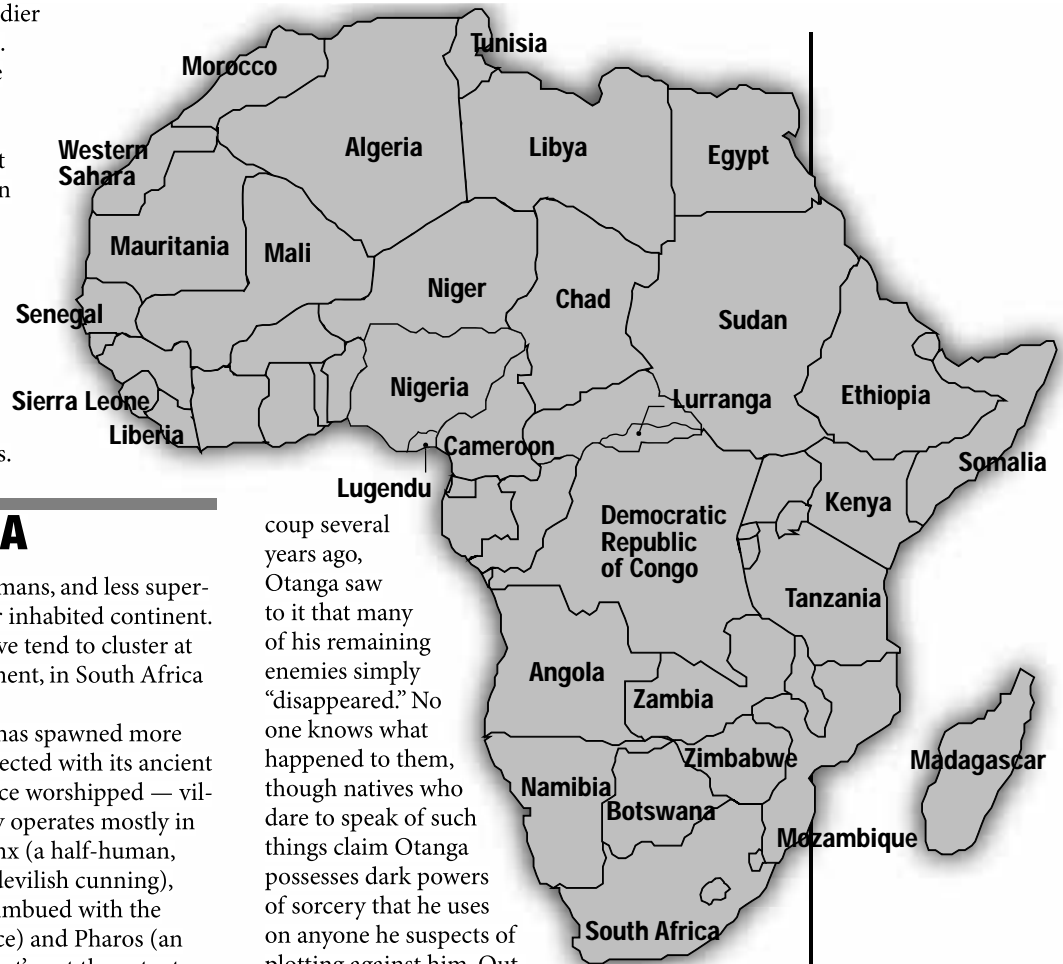 dier
.
e
t
n
s.
A
mans, and less super-
r inhabited continent.
ve tend to cluster at
nent, in South Africa
has spawned more
ected with its ancient
ce worshipped — vil-
y operates mostly in
nx (a half-human,
devilish cunning),
mbued with the
ce) and Pharos (an
coup several
years ago,
Otanga saw
to it that many
of his remaining
enemies simply
“disappeared.” No
one knows what
happened to them,
though natives who
dare to speak of such
things claim Otanga
possesses dark powers
of sorcery that he uses
on anyone he suspects of
plotting against him. Out
Tunisia
Morocco
Algeria
Libya
Egypt
Western
Sahara
Mauritania
Mali
Niger
Chad
Sudan
Senegal
Nigeria
Lurranga
Ethiopia
Sierra Leone
Liberia
Cameroon
Somalia
Lugendu
Kenya
Democratic
Republic
of Congo
Tanzania
Angola
Zambia
Zimbabwe
Madagascar
Namibia
Botswana
Mozambique
South Africa